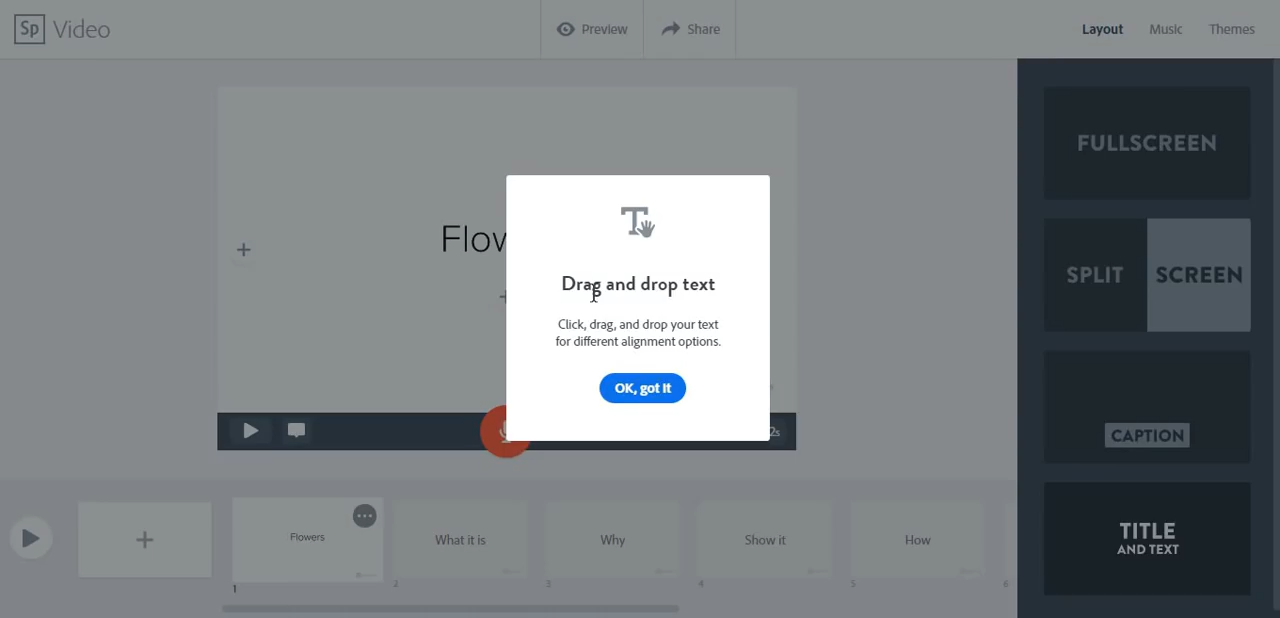 Sp Video
Preview
Share
Layout
Music
Themes
Flow
Drag and drop text
Click, drag, and drop your text
for different alignment options.
OK, got it
2s
FULLSCREEN
SPLIT SCREEN
CAPTION
TITLE
AND TEXT
Flowers
What it is
Why
Show it
How
1
2
3
4
5
6